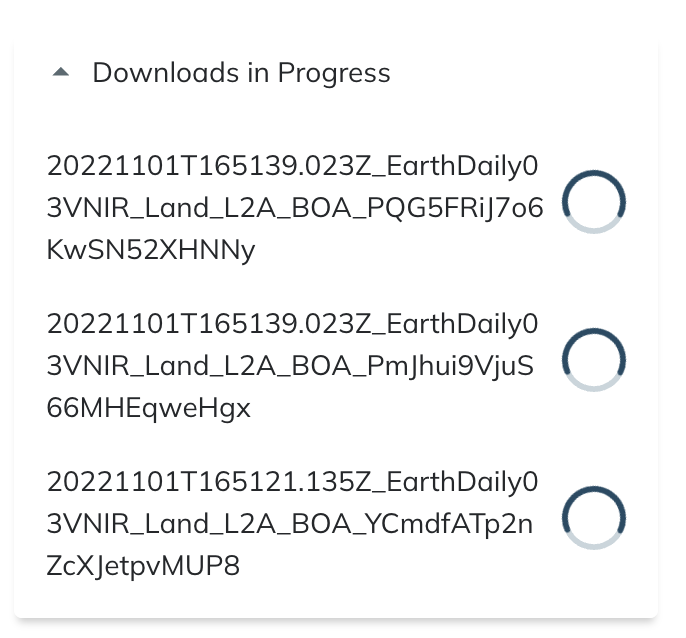 Downloads in Progress
20221101T165139.023Z_EarthDaily0
3VNIR_Land_L2A_BOA_PQG5FRiJ7o6
KwSN52XHNNy
20221101T165139.023Z_EarthDaily0
3VNIR_Land_L2A_BOA_PmJhui9VjuS
66MHEqweHgx
20221101T165121.135Z_EarthDaily0
3VNIR_Land_L2A_BOA_YCmdfATp2n
ZcXJetpvMUP8